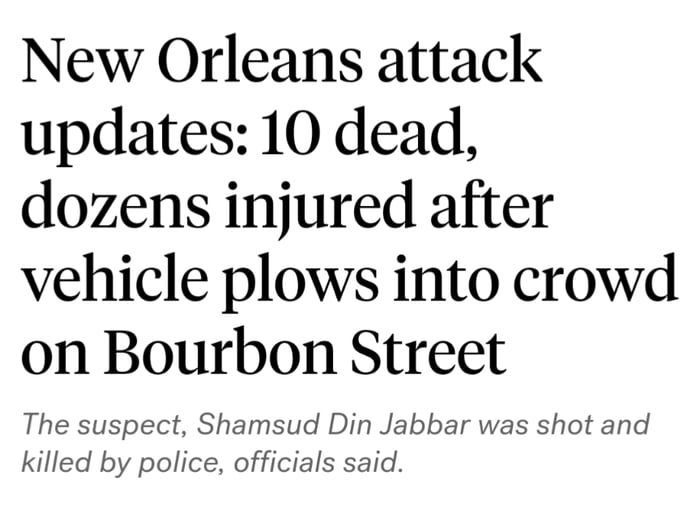 New Orleans attack
updates: 10 dead,
dozens injured after
vehicle plows into crowd
on Bourbon Street
The suspect, Shamsud Din Jabbar was shot and
killed by police, officials said.